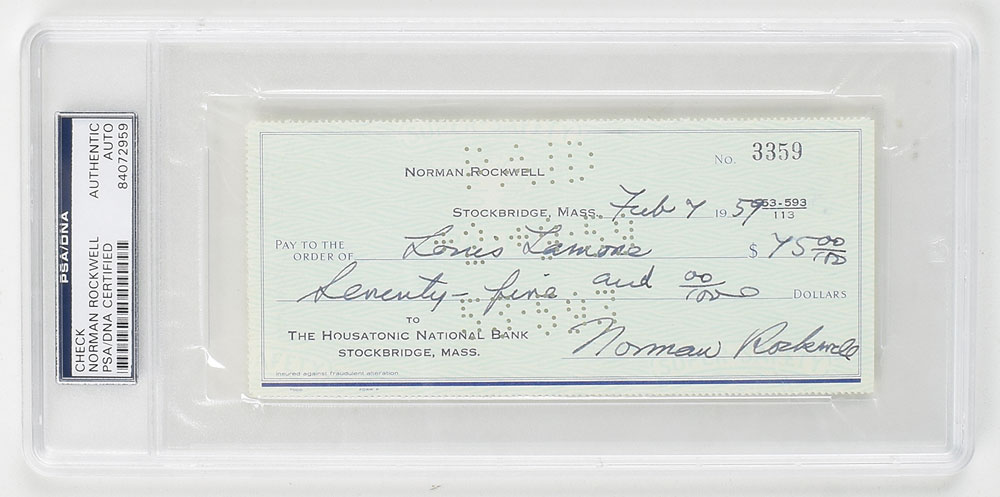 PSA/DNA
CHECK AUTHENTIC
NORMAN ROCKWELL AUTO
PSA/DNA CERTIFIED 84072959
PAID
No. 3359
NORMAN ROCKWELL
STOCKBRIDGE, MASS. Feb 7 1959 53-593
113
PAY TO THE
ORDER OF Louis Lamone $ 75 00/100
Seventy-five and 00/100 DOLLARS
TO
THE HOUSATONIC NATIONAL BANK
STOCKBRIDGE, MASS. Norman Rockwell
Insured against fraudulent alteration